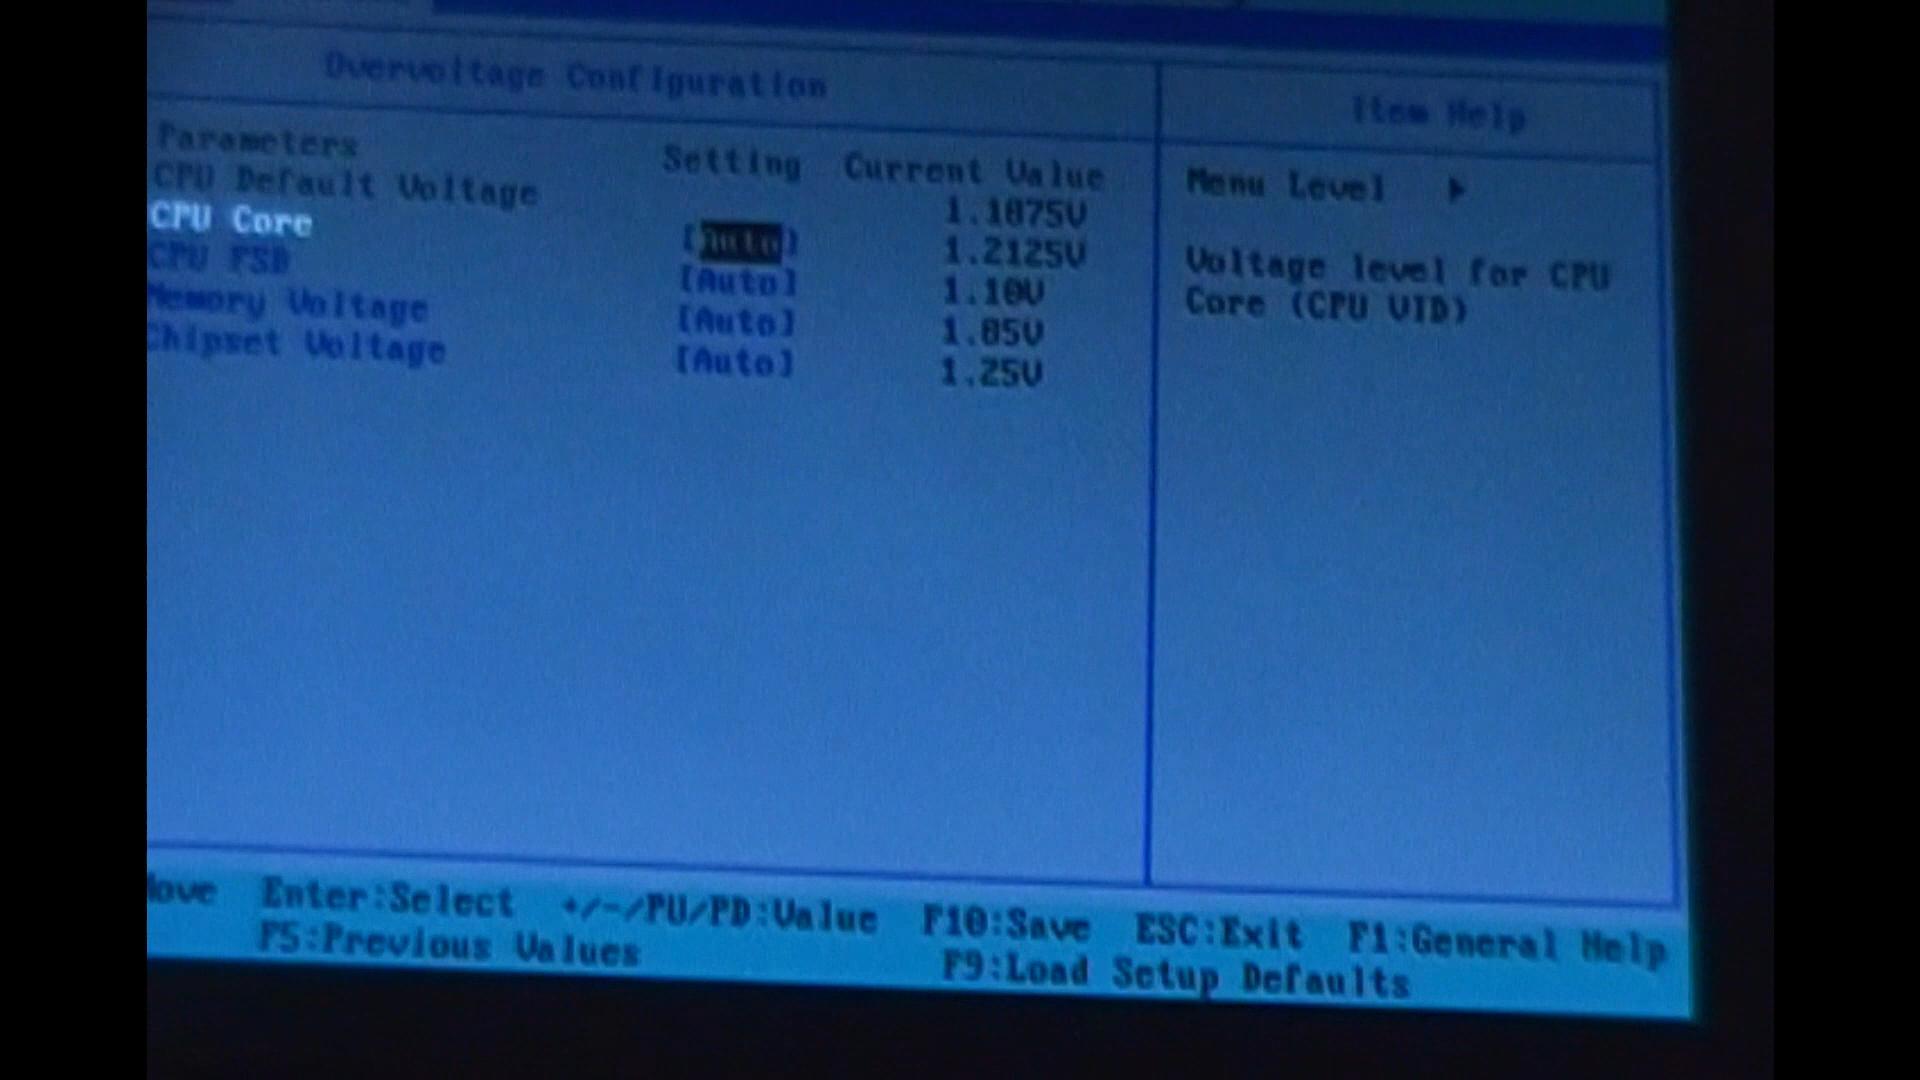 Overvoltage Configuration
Item Help
Parameters Setting Current Value
CPU Default Voltage 1.1875V
CPU Core [Auto] 1.2125V
CPU FSB [Auto] 1.10V
Memory Voltage [Auto] 1.85V
Chipset Voltage [Auto] 1.25V
Menu Level ►
Voltage level for CPU
Core (CPU VID)
Move Enter:Select +/-/PU/PD:Value F10:Save ESC:Exit F1:General Help
F5:Previous Values F9:Load Setup Defaults